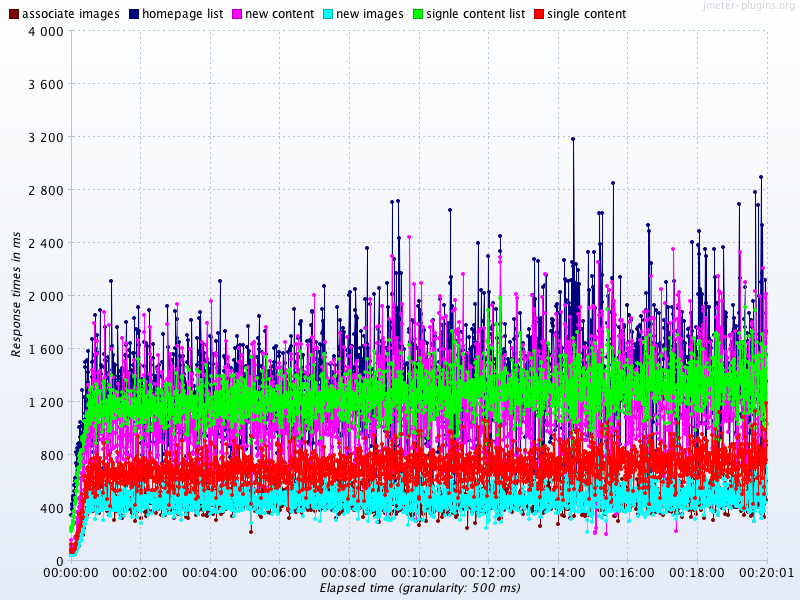 jmeter-plugins.org
associate images homepage list new content new images signle content list single content
4 000
3 600
3 200
2 800
2 400
2 000
1 600
1 200
800
400
0
Response times in ms
00:00:00 00:02:00 00:04:00 00:06:00 00:08:00 00:10:00 00:12:00 00:14:00 00:16:00 00:18:00 00:20:01
Elapsed time (granularity: 500 ms)